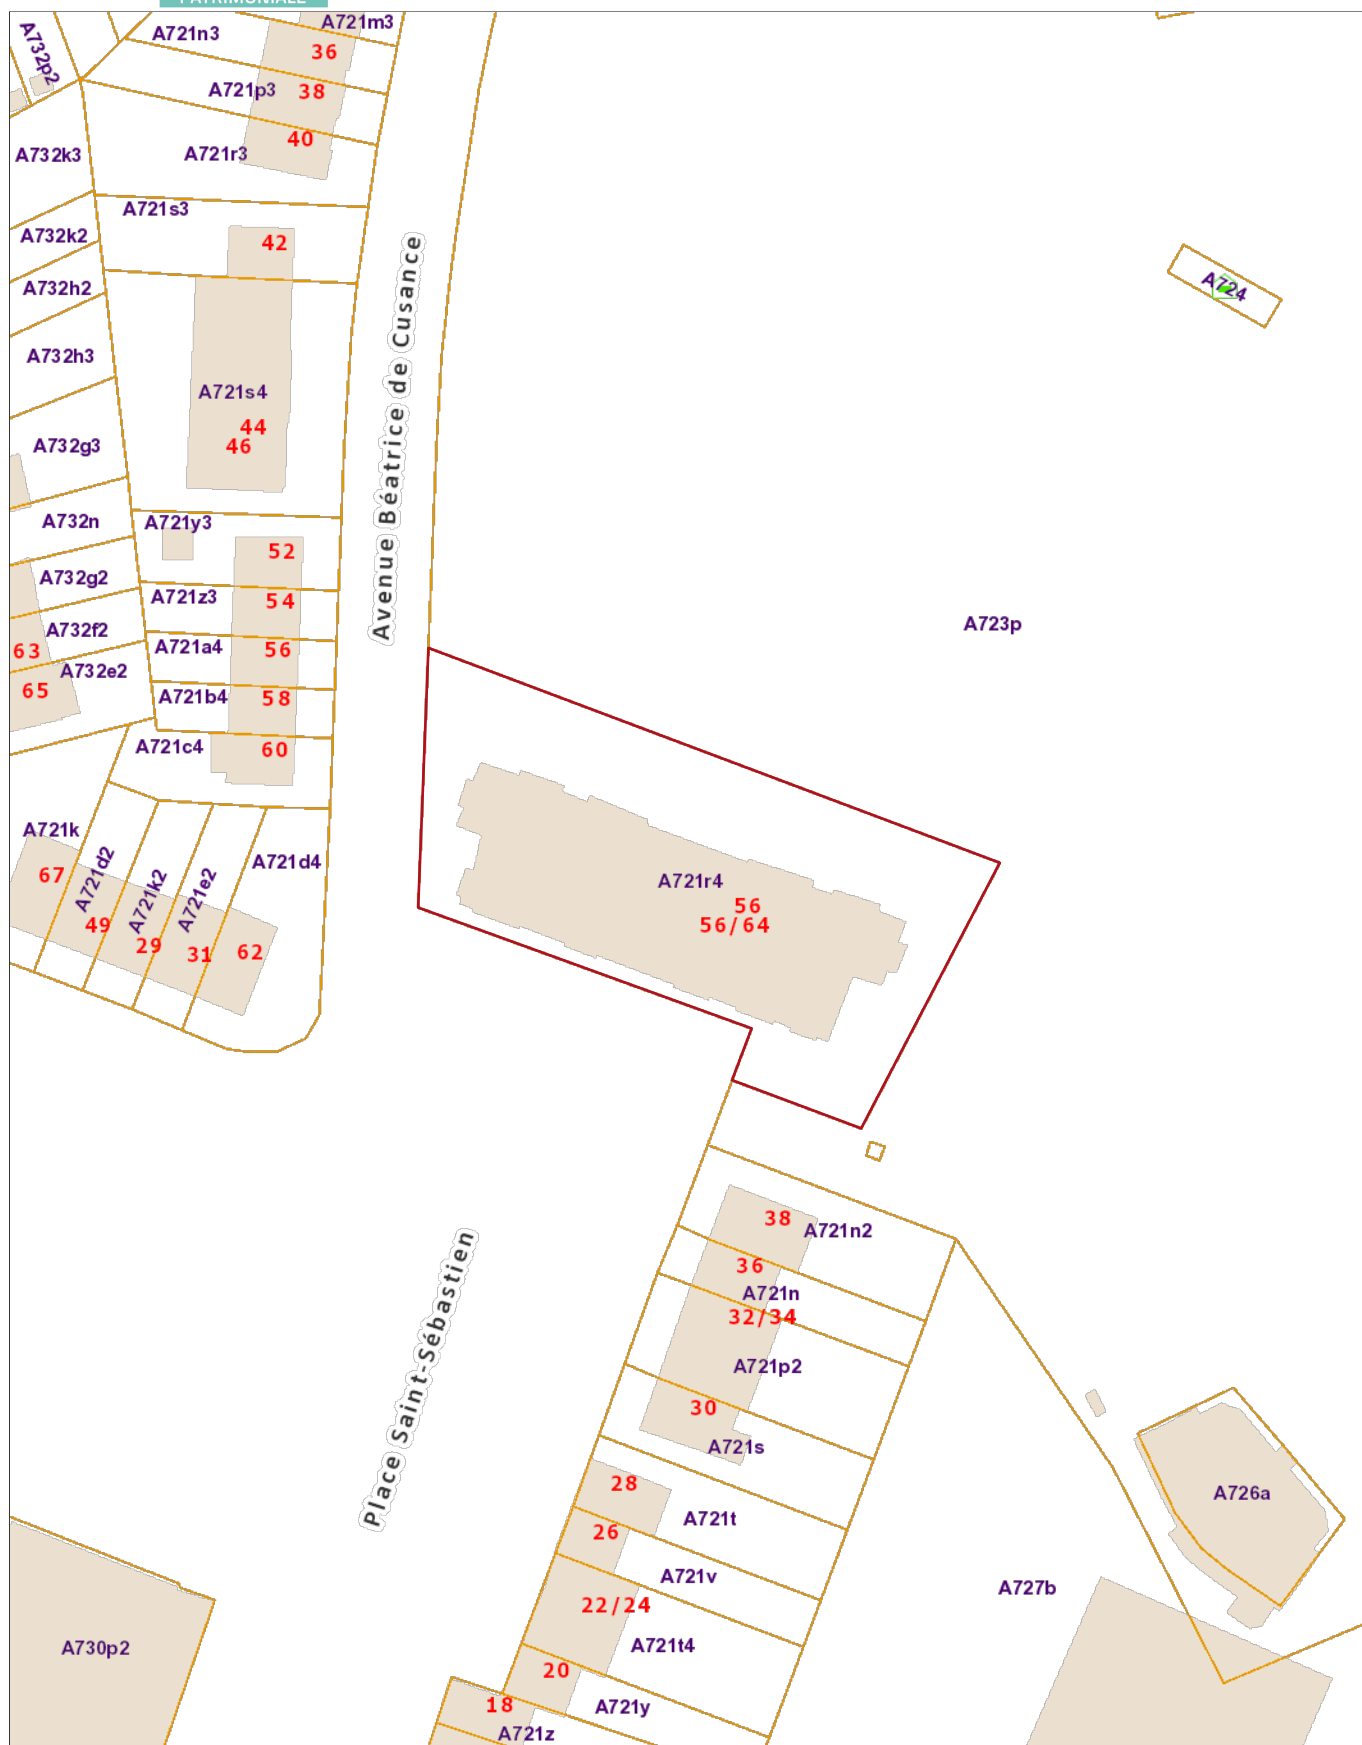 PATRIMONIALE
A721m3
A721n3
36
A732p2
A721p3
38
40
A721r3
A732k3
A721s3
A732k2
42
A732h2
A724
A732h3
Avenue Béatrice de Cusance
A721s4
44
46
A732g3
A732n
A721y3
52
A732g2
A721z3
54
A723p
A732f2
A721a4
56
63
A732e2
65
A721b4
58
A721c4
60
A721k
A721d4
67
A721d2
A721k2
A721e2
49
29
31
62
A721r4
56
56/64
38
A721n2
36
A721n
32/34
A721p2
30
A721s
Place Saint-Sébastien
28
A721t
26
A721v
22/24
A721t4
20
A721y
18
A721z
A726a
A727b
A730p2